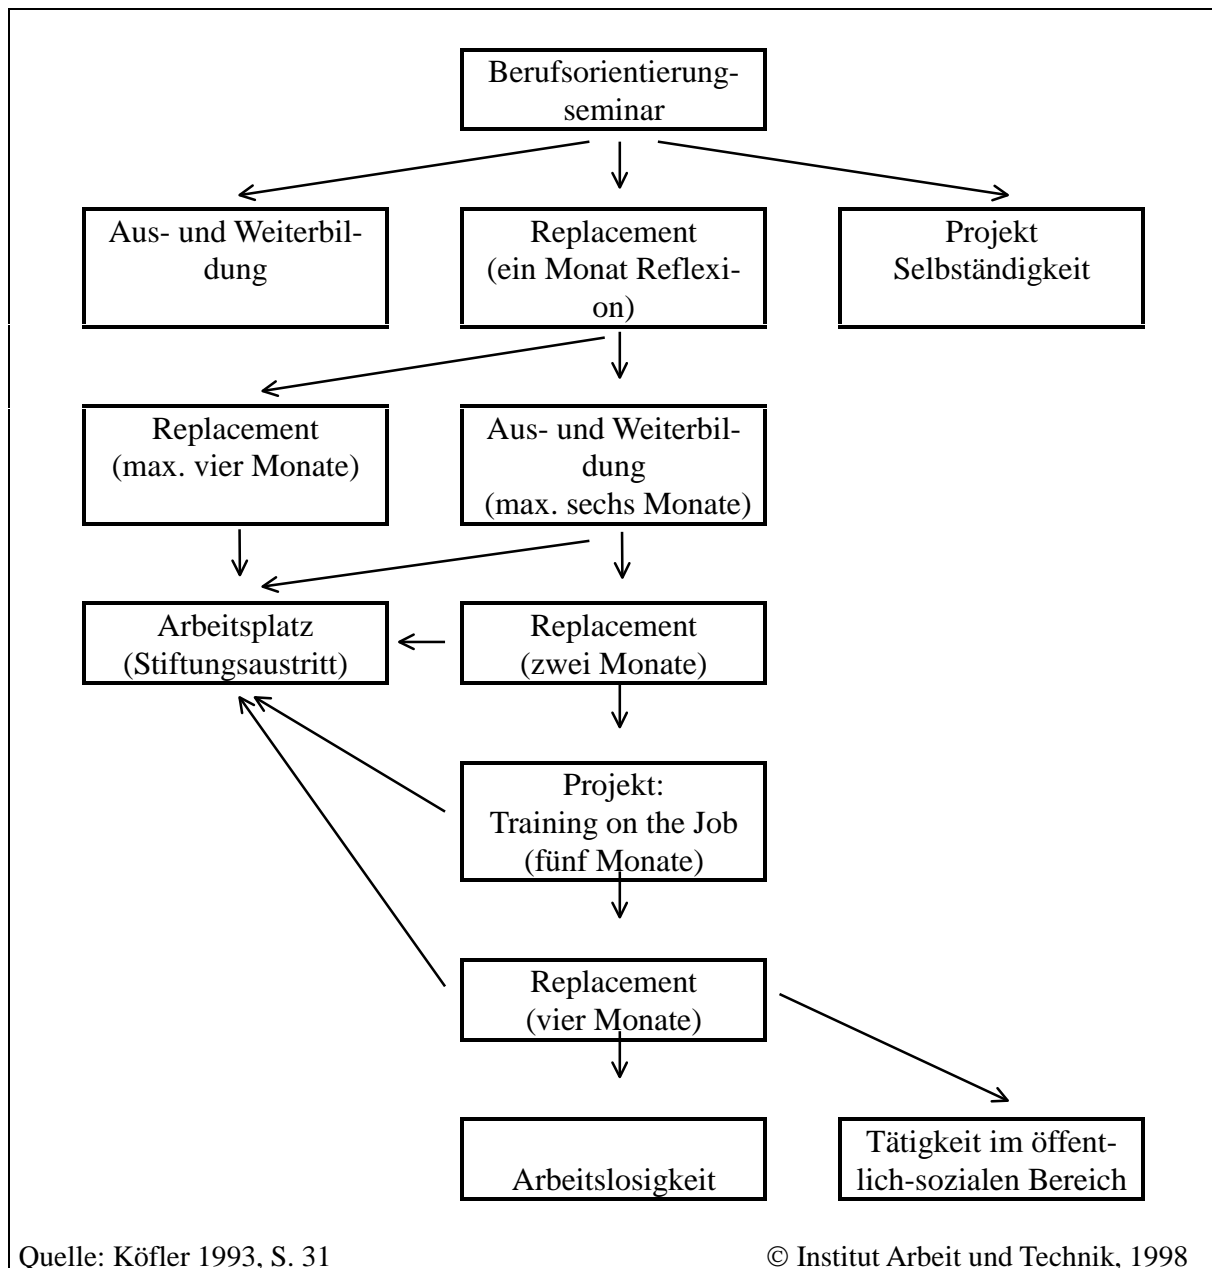 Berufsorientierung-
seminar
Aus- und Weiterbil-
dung
Replacement
(ein Monat Reflexi-
on)
Projekt
Selbständigkeit
Replacement
(max. vier Monate)
Aus- und Weiterbil-
dung
(max. sechs Monate)
Arbeitsplatz
(Stiftungsaustritt)
Replacement
(zwei Monate)
Projekt:
Training on the Job
(fünf Monate)
Replacement
(vier Monate)
Arbeitslosigkeit
Tätigkeit im öffent-
lich-sozialen Bereich
Quelle: Köfler 1993, S. 31
© Institut Arbeit und Technik, 1998